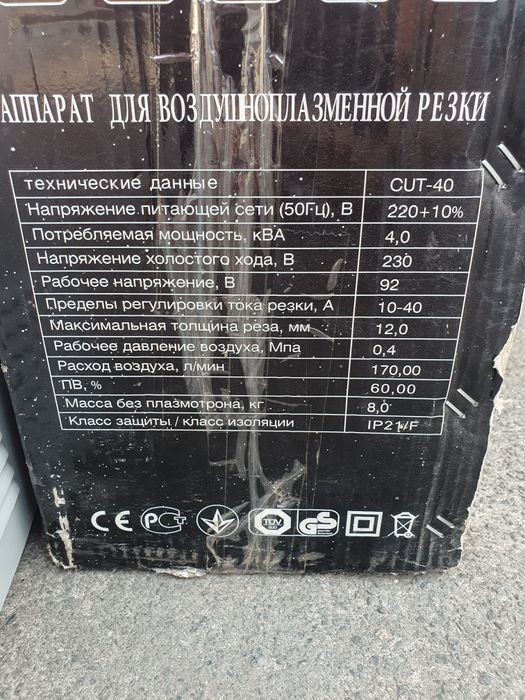 АППАРАТ ДЛЯ ВОЗДУШНОПЛАЗМЕННОЙ РЕЗКИ
технические данные CUT-40
Напряжение питающей сети (50Гц), В 220+10%
Потребляемая мощность, кВА 4,0
Напряжение холостого хода, В 230
Рабочее напряжение, В 92
Пределы регулировки тока резки, А 10-40
Максимальная толщина реза, мм 12,0
Рабочее давление воздуха, Мпа 0,4
Расход воздуха, л/мин 170,00
ПВ, % 60,00
Масса без плазмотрона, кг 8,0
Класс защиты / класс изоляции IP21/F
CE РСТ TÜV GS